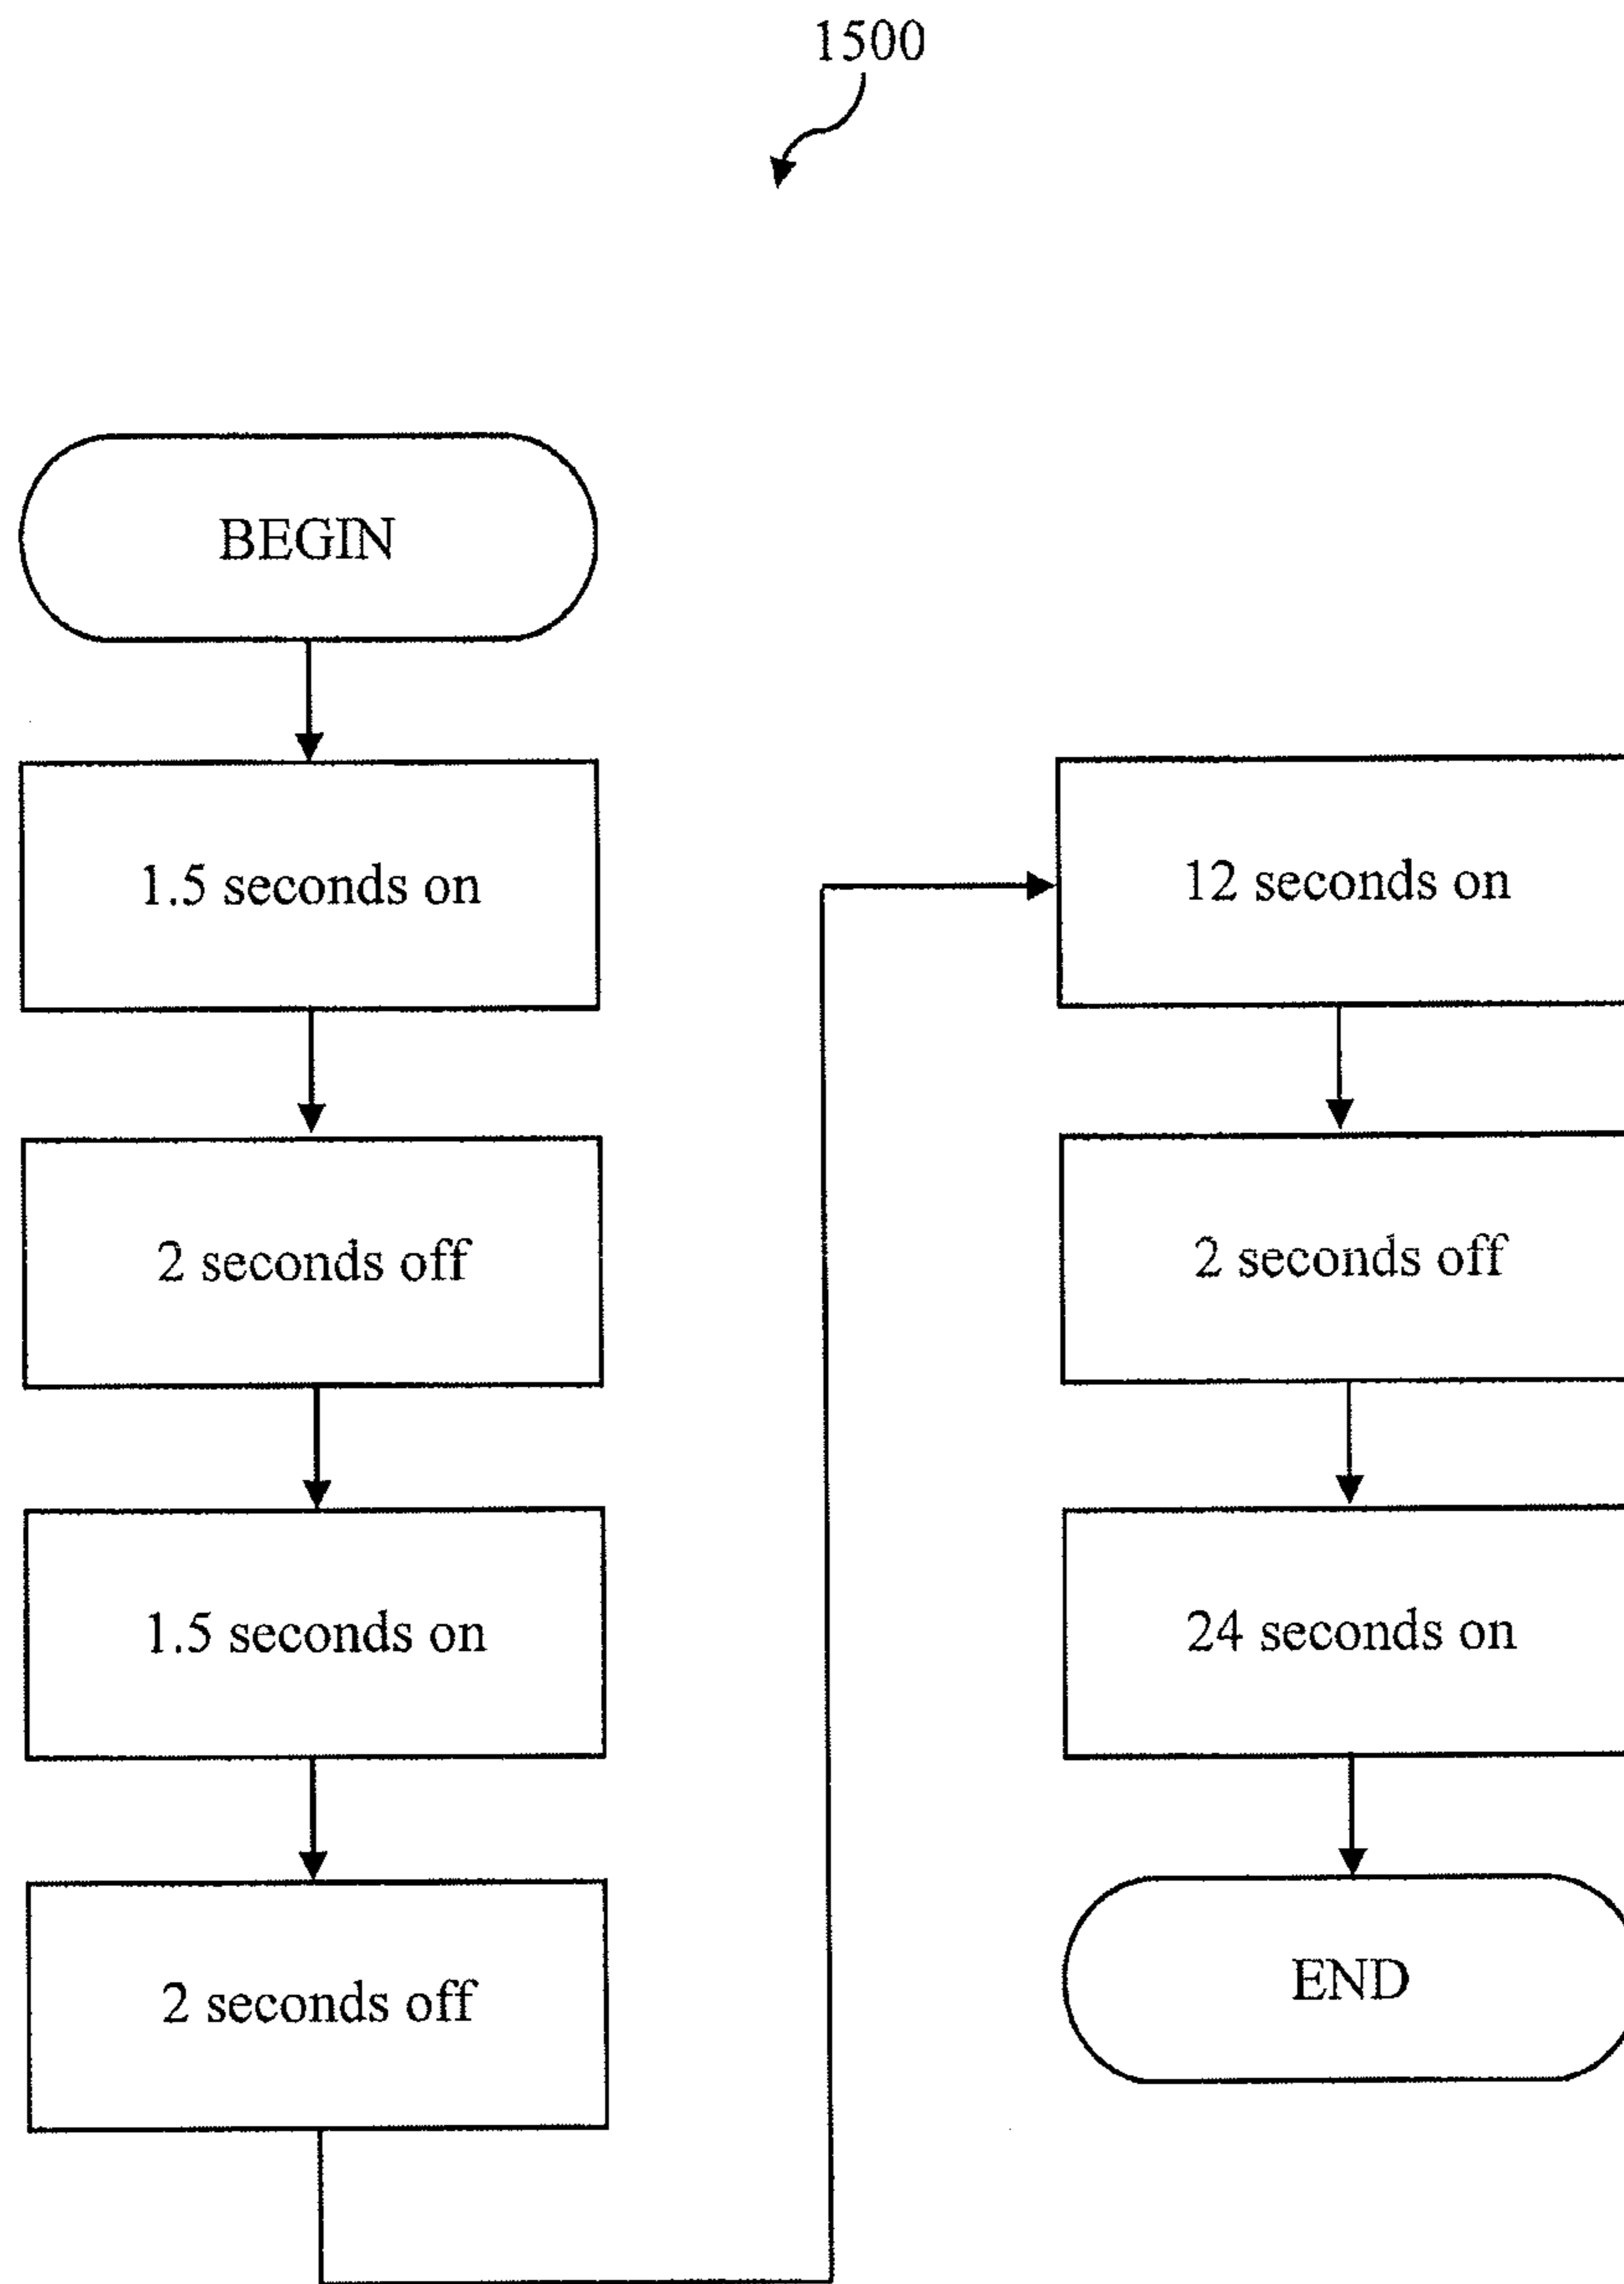 1500
BEGIN
1.5 seconds on
2 seconds off
1.5 seconds on
2 seconds off
12 seconds on
2 seconds off
24 seconds on
END